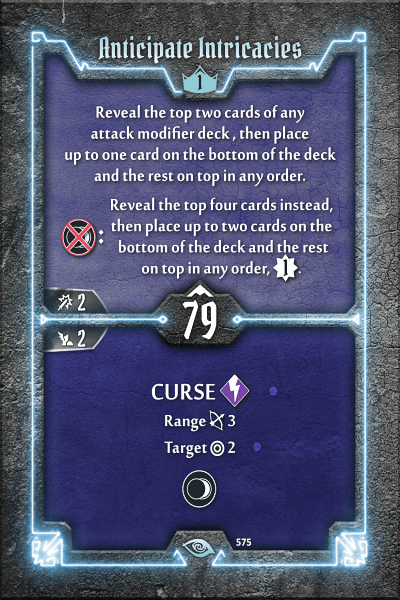 Anticipate Intricacies
1
Reveal the top two cards of any
attack modifier deck , then place
up to one card on the bottom of the deck
and the rest on top in any order.
Reveal the top four cards instead,
: then place up to two cards on the
bottom of the deck and the rest
on top in any order, 1 .
2
79
2
CURSE
Range 3
Target 2
575